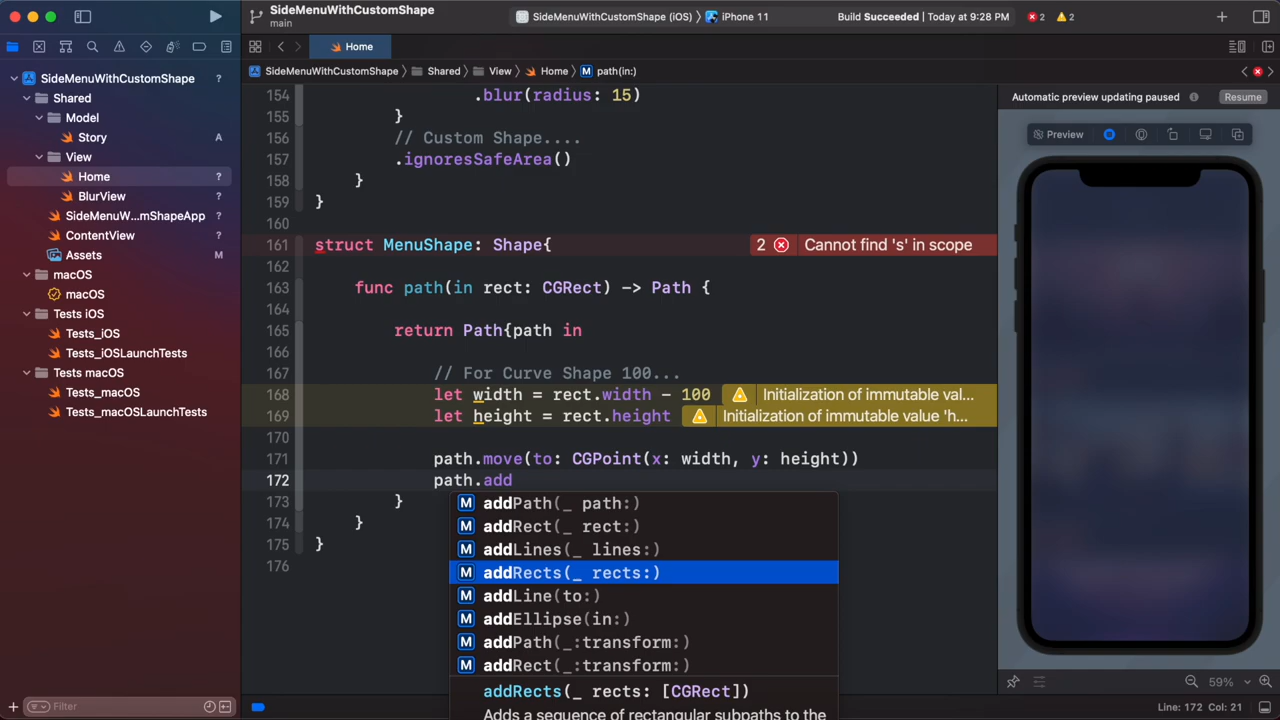 SideMenuWithCustomShape
main
SideMenuWithCustomShape (iOS) 〉 iPhone 11
Build Succeeded | Today at 9:28 PM
2
2
Home
SideMenuWithCustomShape 〉 Shared 〉 View 〉 Home 〉 M path(in:)
SideMenuWithCustomShape ?
Shared
Model
Story A
View
Home ?
BlurView ?
SideMenuW...mShapeApp ?
ContentView ?
Assets M
macOS
macOS
Tests iOS
Tests_iOS
Tests_iOSLaunchTests
Tests macOS
Tests_macOS
Tests_macOSLaunchTests
Filter
154 .blur(radius: 15)
155 }
156 // Custom Shape....
157 .ignoresSafeArea()
158 }
159 }
160
161 struct MenuShape: Shape{ 2 Cannot find 's' in scope
162
163 func path(in rect: CGRect) -> Path {
164
165 return Path{path in
166
167 // For Curve Shape 100...
168 let width = rect.width - 100 Initialization of immutable val...
169 let height = rect.height Initialization of immutable value 'h...
170
171 path.move(to: CGPoint(x: width, y: height))
172 path.add
173 }
174 }
175 }
176
M addPath(_ path:)
M addRect(_ rect:)
M addLines(_ lines:)
M addRects(_ rects:)
M addLine(to:)
M addEllipse(in:)
M addPath(_:transform:)
M addRect(_:transform:)
addRects(_ rects: [CGRect])
Adds a sequence of rectangular subpaths to the
Automatic preview updating paused
Resume
Preview
59%
Line: 172 Col: 21